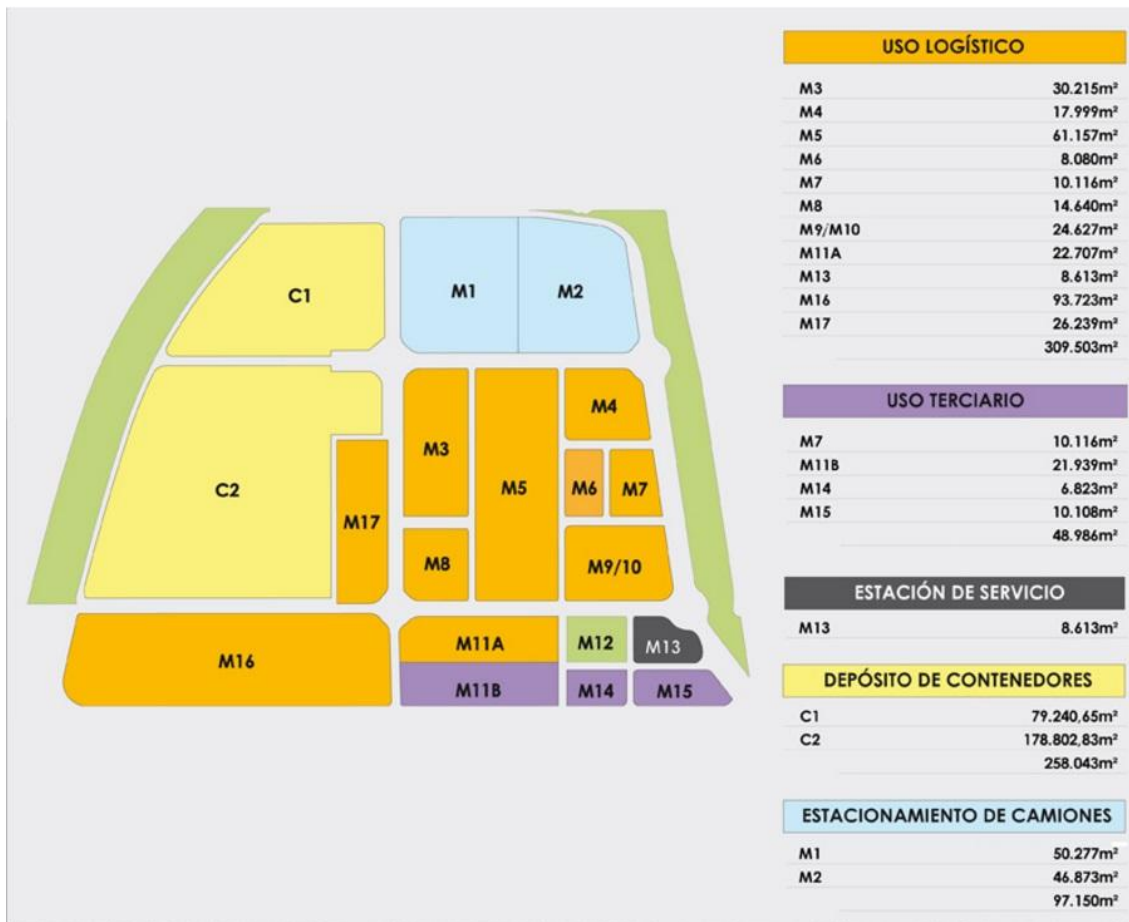 C1
M1
M2
C2
M17
M3
M5
M4
M6
M7
M8
M9/10
M16
M11A
M12
M13
M11B
M14
M15
USO LOGÍSTICO
M3 30.215m²
M4 17.999m²
M5 61.157m²
M6 8.080m²
M7 10.116m²
M8 14.640m²
M9/M10 24.627m²
M11A 22.707m²
M13 8.613m²
M16 93.723m²
M17 26.239m²
309.503m²
USO TERCIARIO
M7 10.116m²
M11B 21.939m²
M14 6.823m²
M15 10.108m²
48.986m²
ESTACIÓN DE SERVICIO
M13 8.613m²
DEPÓSITO DE CONTENEDORES
C1 79.240,65m²
C2 178.802,83m²
258.043m²
ESTACIONAMIENTO DE CAMIONES
M1 50.277m²
M2 46.873m²
97.150m²